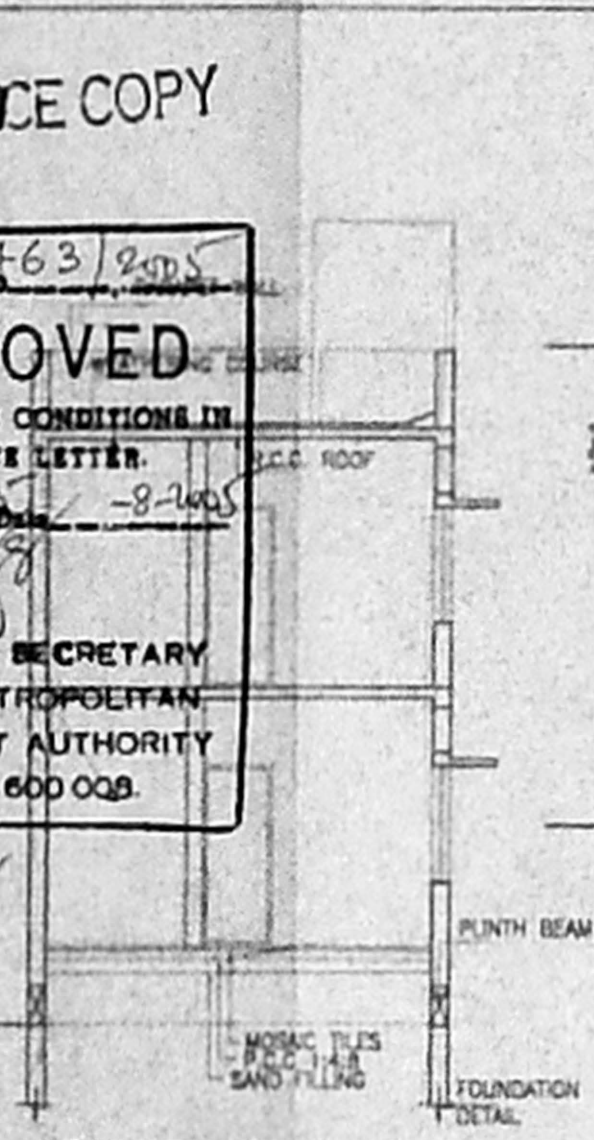 CE COPY
463/2005
OVED
CONDITIONS IN
LETTER.
-8-2005
R.C.C. ROOF
SECRETARY
TROPOLITAN
T AUTHORITY
600 008.
PLINTH BEAM
MOSAIC TILES
P.C.C 1:4:8
SAND FILLING
FOUNDATION
DETAIL